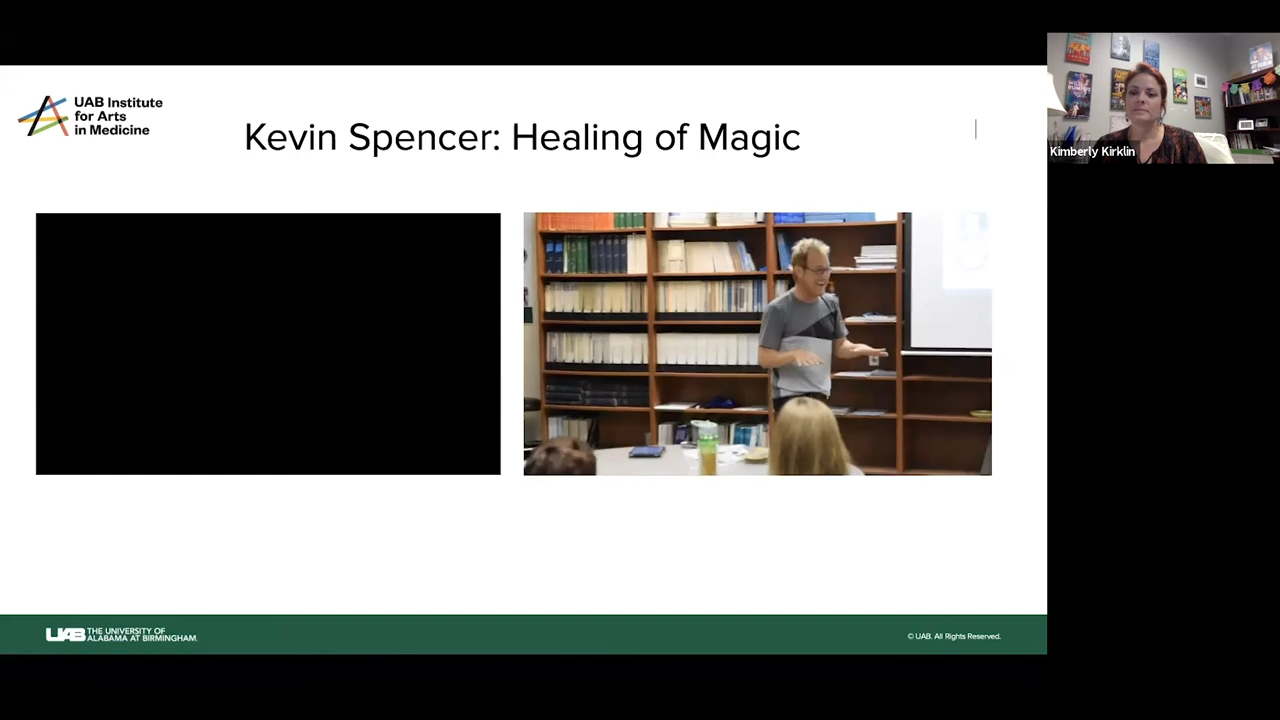 UAB Institute
for Arts
in Medicine
Kevin Spencer: Healing of Magic
Kimberly Kirklin
UAB THE UNIVERSITY OF
ALABAMA AT BIRMINGHAM.
© UAB. All Rights Reserved.